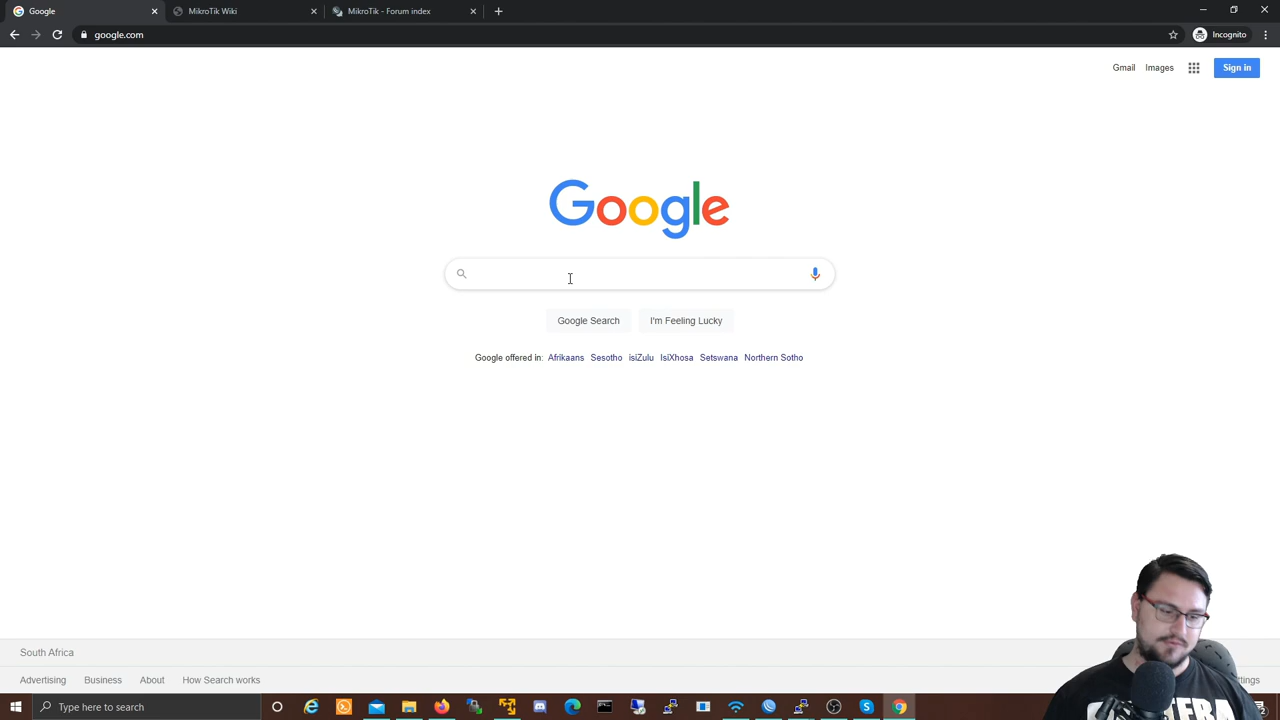 Google
MikroTik Wiki
MikroTik - Forum index
google.com
Incognito
Gmail
Images
Sign in
Google
Google Search
I'm Feeling Lucky
Google offered in: Afrikaans Sesotho isiZulu IsiXhosa Setswana Northern Sotho
South Africa
Advertising
Business
About
How Search works
Type here to search